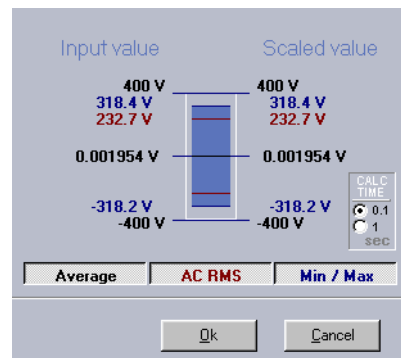 Input value Scaled value
400 V 400 V
318.4 V 318.4 V
232.7 V 232.7 V
0.001954 V 0.001954 V
CALC
TIME
-318.2 V -318.2 V 0.1
-400 V -400 V 1
sec
Average AC RMS Min / Max
Ok Cancel